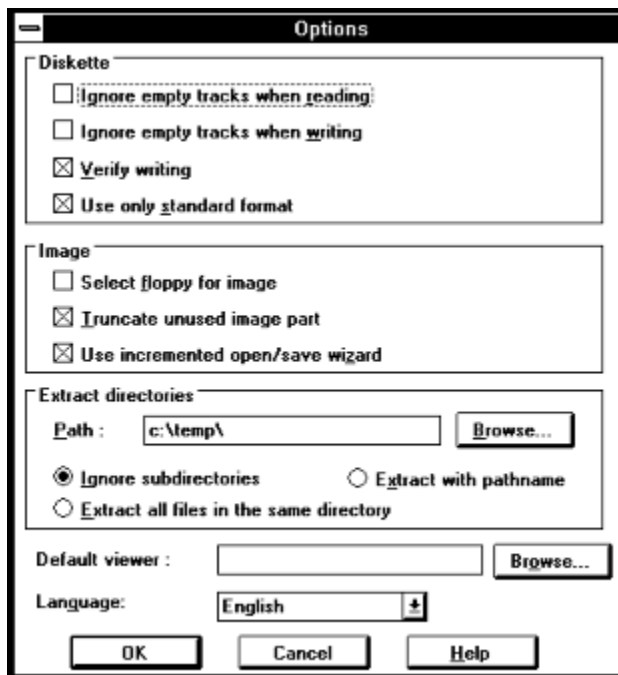 Options
Diskette
Ignore empty tracks when reading
Ignore empty tracks when writing
Verify writing
Use only standard format
Image
Select floppy for image
Truncate unused image part
Use incremented open/save wizard
Extract directories
Path : c:\temp\ Browse...
Ignore subdirectories Extract with pathname
Extract all files in the same directory
Default viewer : Browse...
Language: English
OK Cancel Help